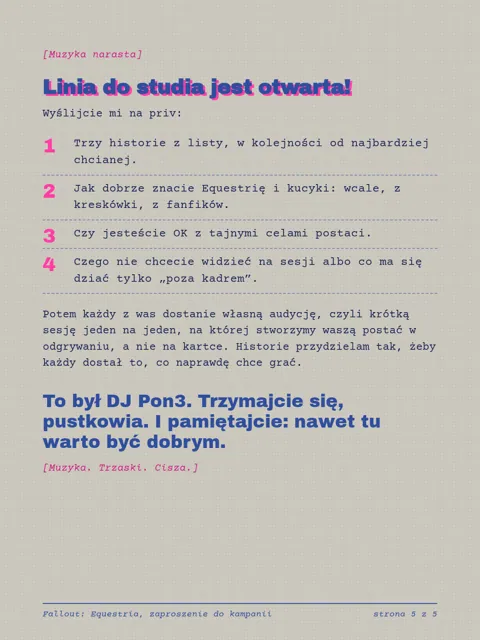 [Muzyka narasta]
Linia do studia jest otwarta!
Wyślijcie mi na priv:
1 Trzy historie z listy, w kolejności od najbardziej
chcianej.
2 Jak dobrze znacie Equestrię i kucyki: wcale, z
kreskówki, z fanfików.
3 Czy jesteście OK z tajnymi celami postaci.
4 Czego nie chcecie widzieć na sesji albo co ma się
dziać tylko „poza kadrem”.
Potem każdy z was dostanie własną audycję, czyli krótką
sesję jeden na jeden, na której stworzymy waszą postać w
odgrywaniu, a nie na kartce. Historie przydzielam tak, żeby
każdy dostał to, co naprawdę chce grać.
To był DJ Pon3. Trzymajcie się,
pustkowia. I pamiętajcie: nawet tu
warto być dobrym.
[Muzyka. Trzaski. Cisza.]
Fallout: Equestria, zaproszenie do kampanii
strona 5 z 5